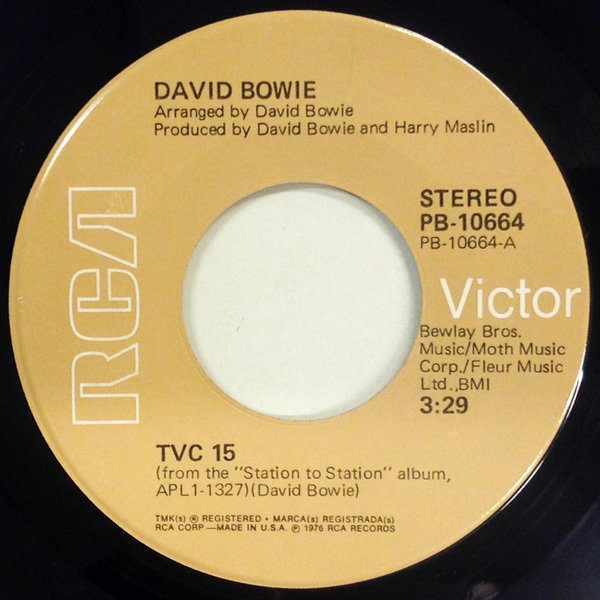 DAVID BOWIE
Arranged by David Bowie
Produced by David Bowie and Harry Maslin
RCA
STEREO
PB-10664
PB-10664-A
Victor
Bewlay Bros.
Music/Moth Music
Corp./Fleur Music
Ltd.,BMI
3:29
TVC 15
(from the "Station to Station" album,
APL1-1327)(David Bowie)
TMK(s) ® REGISTERED • MARCA(s) REGISTRADA(s)
RCA CORP.—MADE IN U.S.A. ℗ 1976 RCA RECORDS